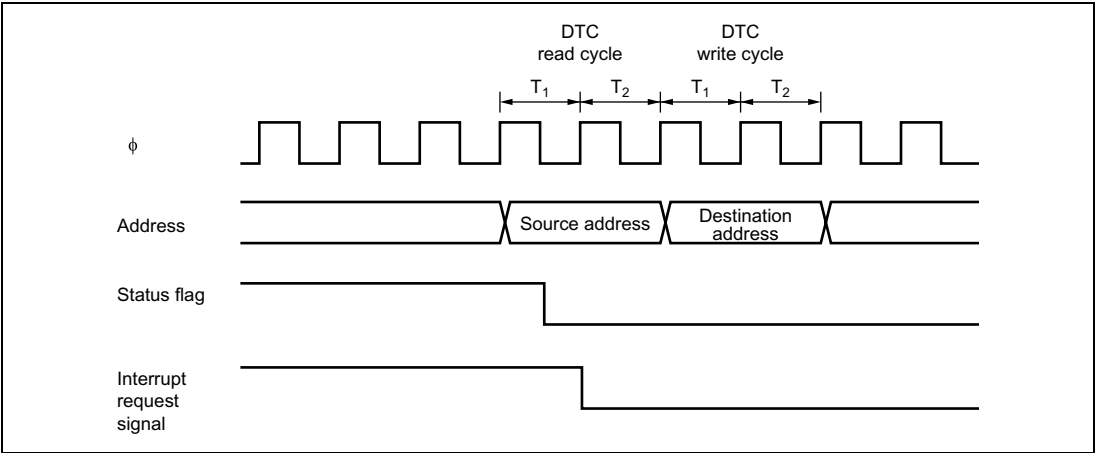 DTC
read cycle
DTC
write cycle
T1
T2
T1
T2
ϕ
Address
Source address
Destination
address
Status flag
Interrupt
request
signal